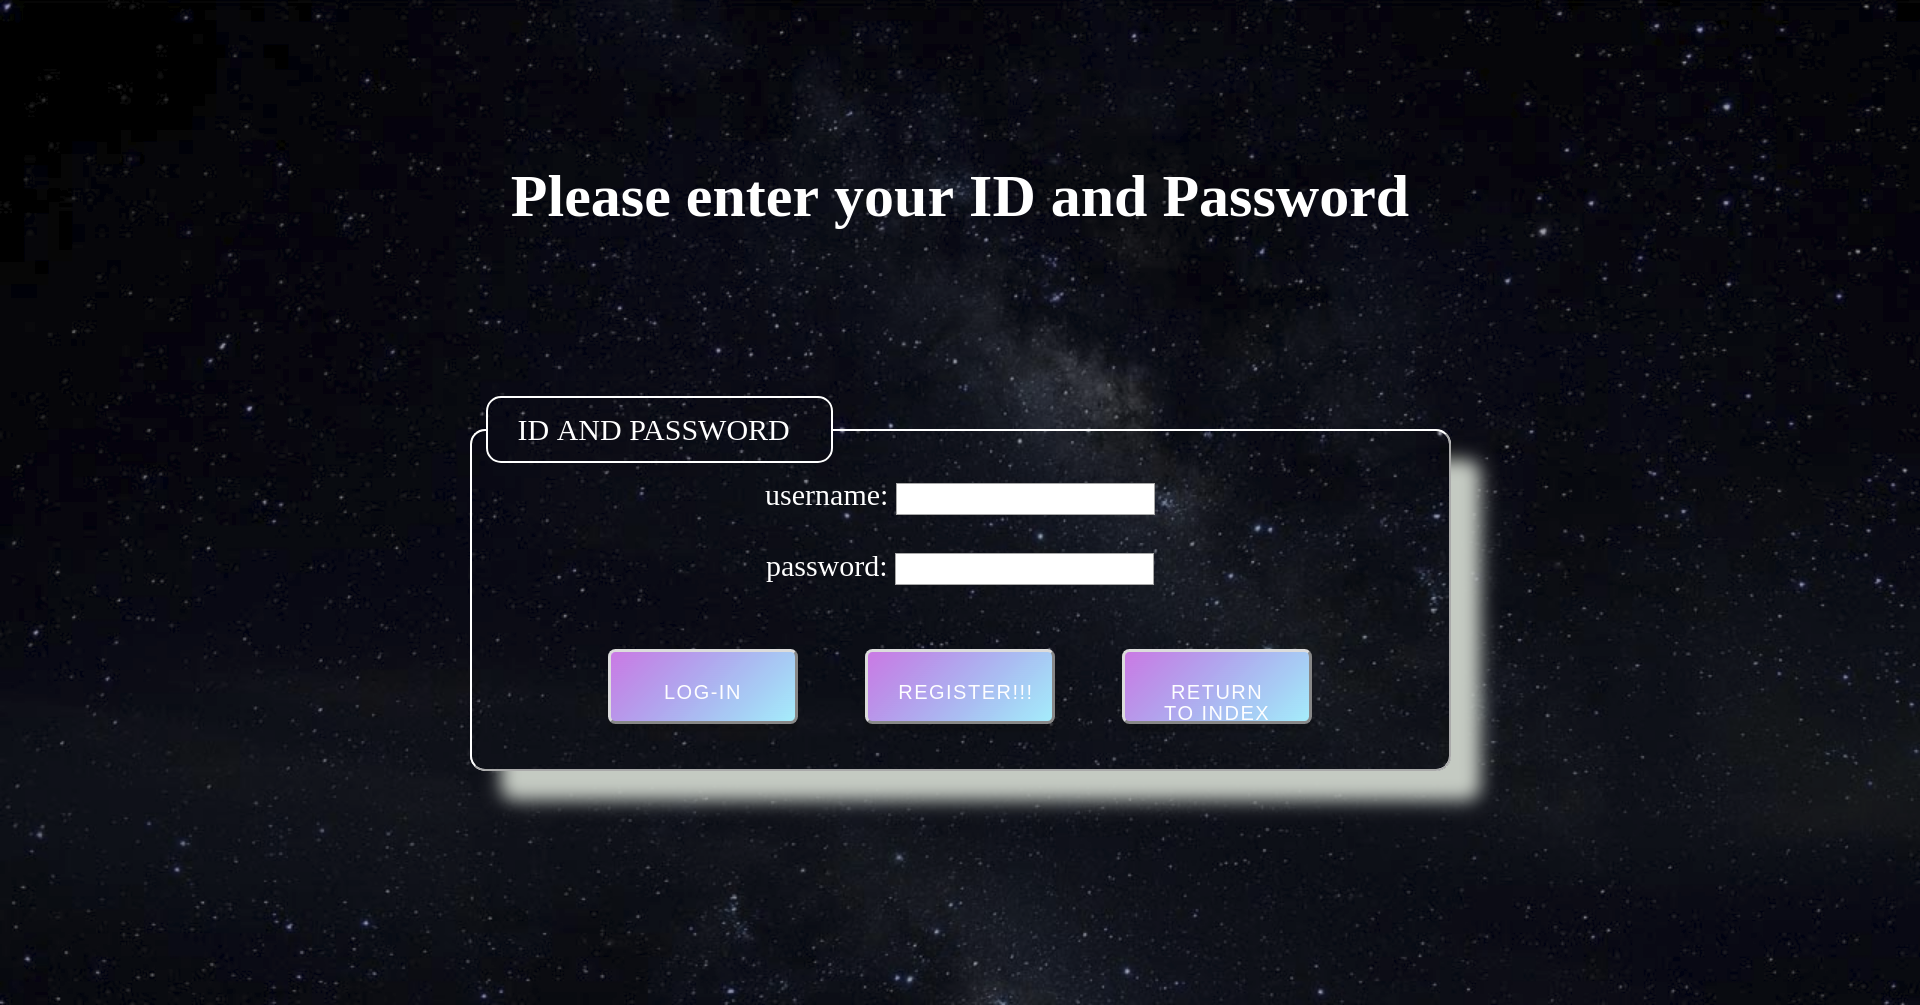 Please enter your ID and Password
ID AND PASSWORD
username:
password:
LOG-IN
REGISTER!!!
RETURN
TO INDEX